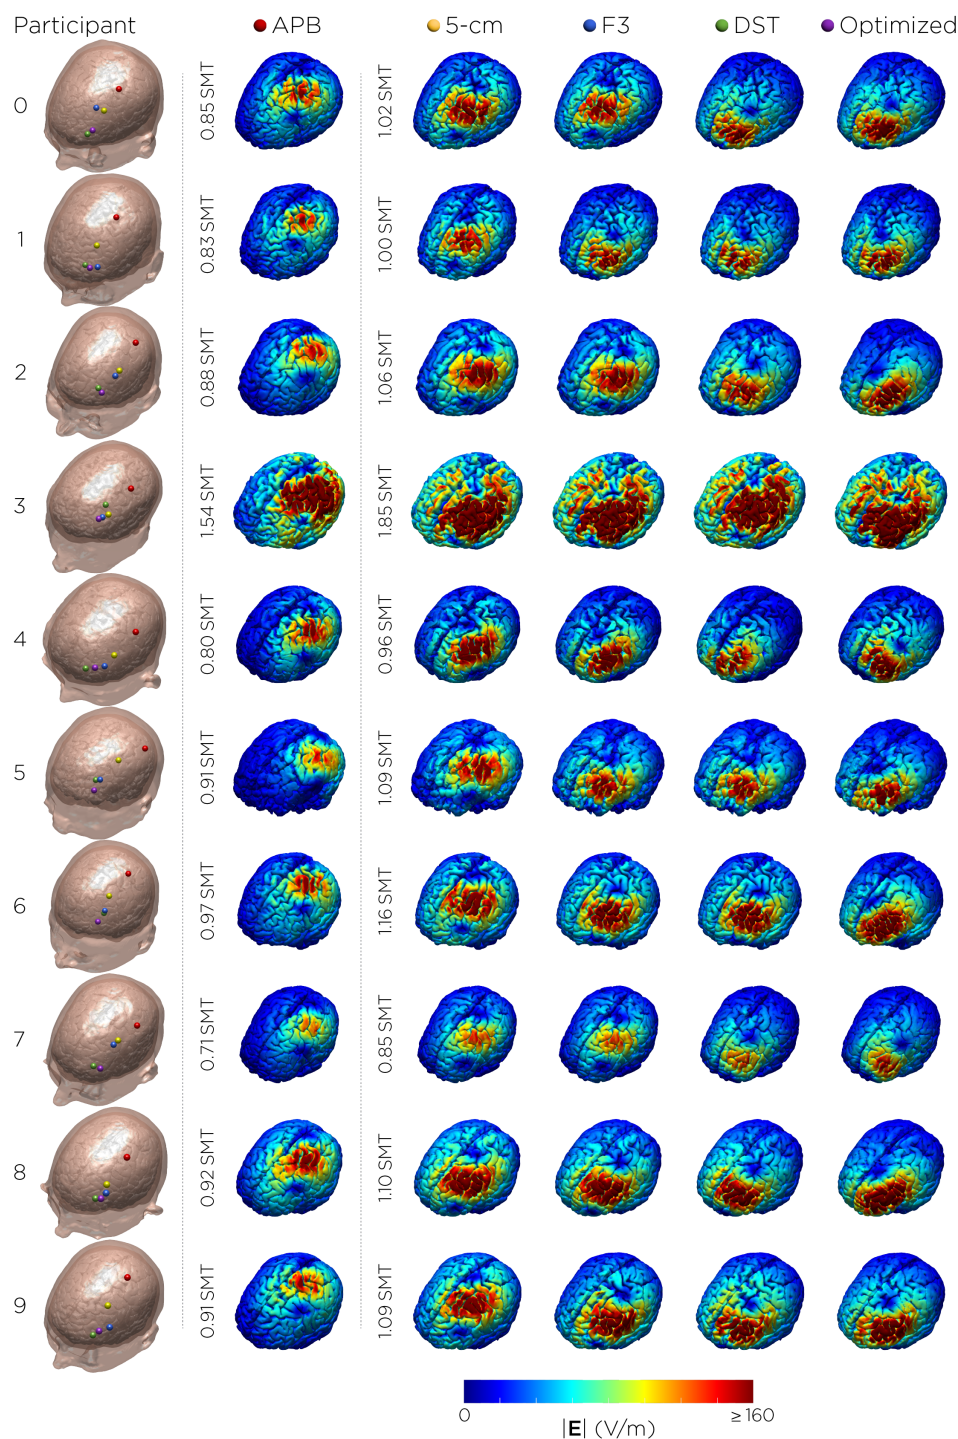 Participant APB 5-cm F3 DST Optimized
0 0.85 SMT 1.02 SMT
1 0.83 SMT 1.00 SMT
2 0.88 SMT 1.06 SMT
3 1.54 SMT 1.85 SMT
4 0.80 SMT 0.96 SMT
5 0.91 SMT 1.09 SMT
6 0.97 SMT 1.16 SMT
7 0.71 SMT 0.85 SMT
8 0.92 SMT 1.10 SMT
9 0.91 SMT 1.09 SMT
0 ≥160
|E| (V/m)